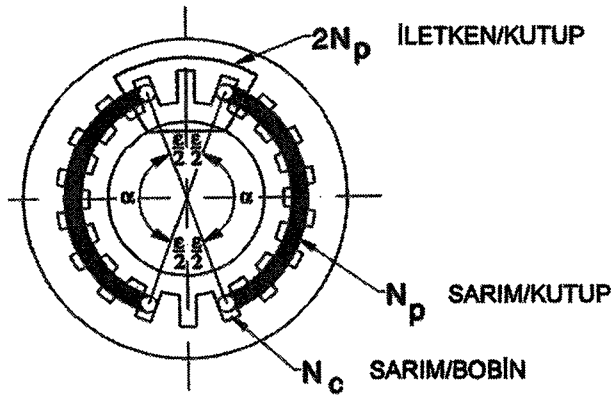 2Np İLETKEN/KUTUP
ε/2 ε/2
α α
ε/2 ε/2
Np SARIM/KUTUP
Nc SARIM/BOBİN